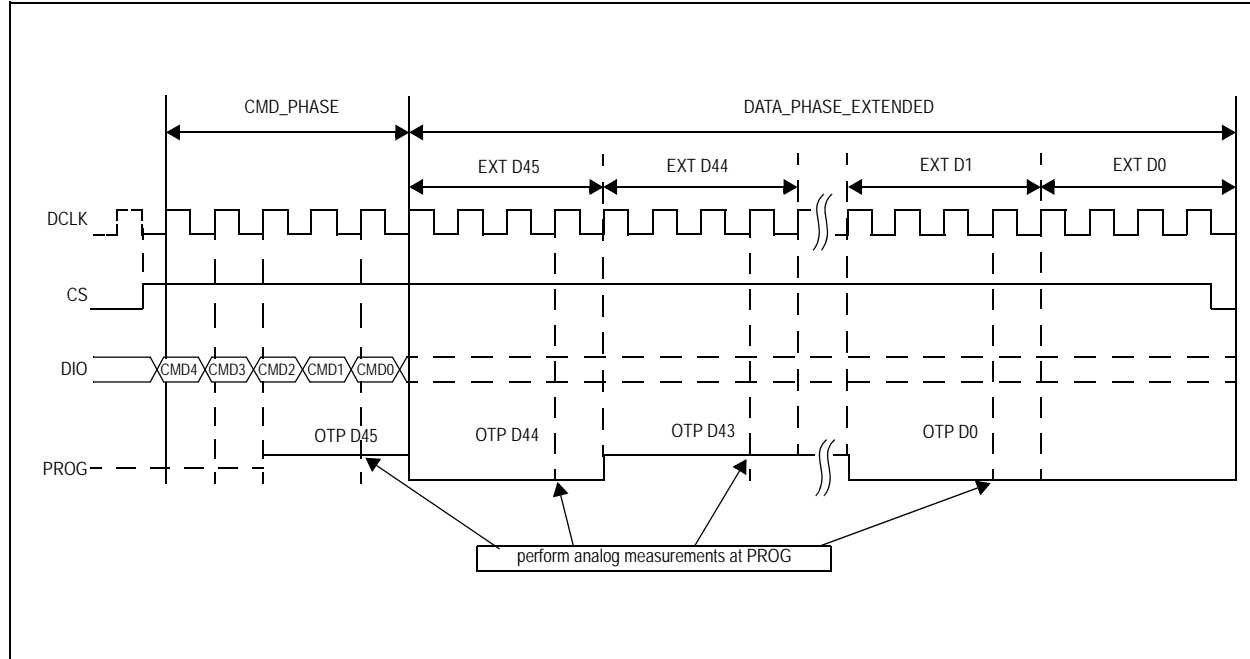 CMD_PHASE DATA_PHASE_EXTENDED
EXT D45 EXT D44 EXT D1 EXT D0
DCLK
CS
DIO CMD4 CMD3 CMD2 CMD1 CMD0
OTP D45 OTP D44 OTP D43 OTP D0
PROG
perform analog measurements at PROG